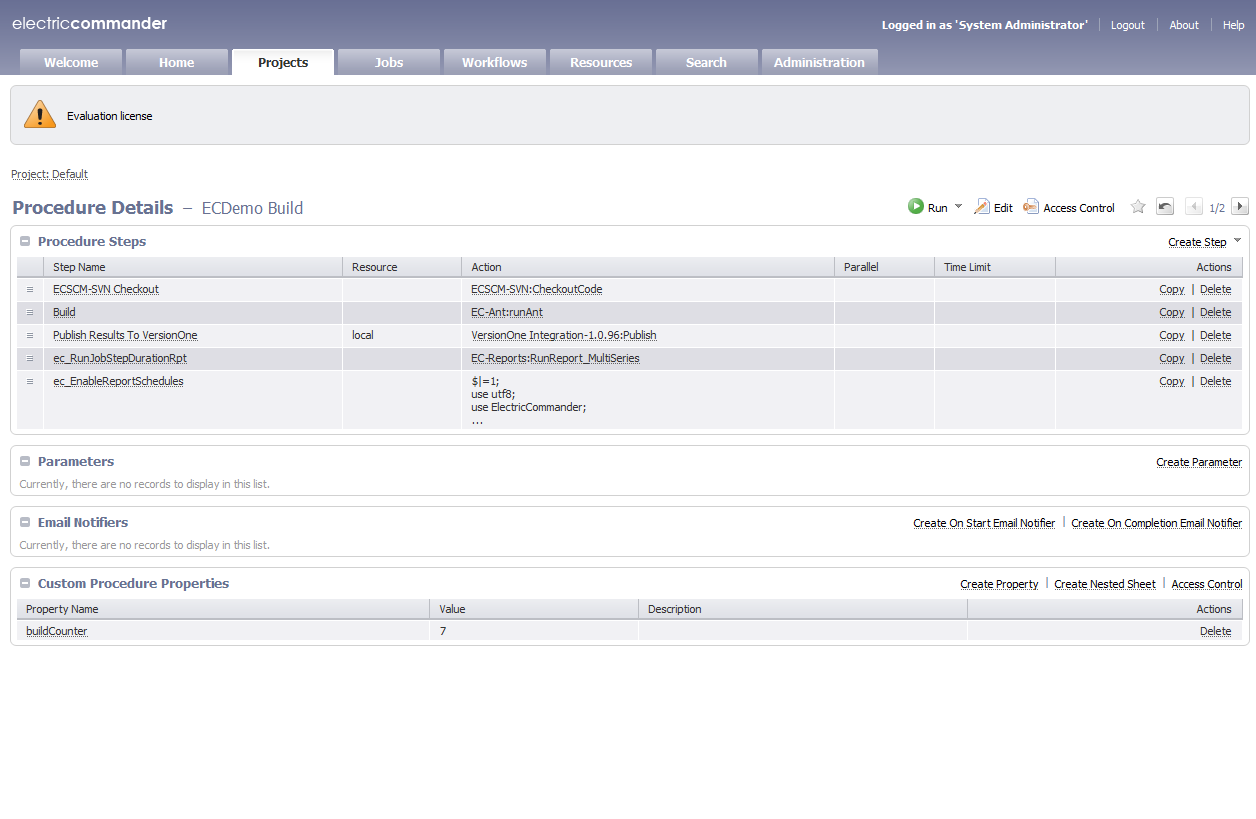 electriccommander
Logged in as 'System Administrator' Logout About Help
Welcome Home Projects Jobs Workflows Resources Search Administration
Evaluation license
Project: Default
Procedure Details – ECDemo Build Run Edit Access Control 1/2
Procedure Steps Create Step
Step Name Resource Action Parallel Time Limit Actions
ECSCM-SVN Checkout ECSCM-SVN:CheckoutCode Copy | Delete
Build EC-Ant:runAnt Copy | Delete
Publish Results To VersionOne local VersionOne Integration-1.0.96:Publish Copy | Delete
ec_RunJobStepDurationRpt EC-Reports:RunReport_MultiSeries Copy | Delete
ec_EnableReportSchedules $|=1; Copy | Delete
use utf8;
use ElectricCommander;
...
Parameters Create Parameter
Currently, there are no records to display in this list.
Email Notifiers Create On Start Email Notifier | Create On Completion Email Notifier
Currently, there are no records to display in this list.
Custom Procedure Properties Create Property | Create Nested Sheet | Access Control
Property Name Value Description Actions
buildCounter 7 Delete